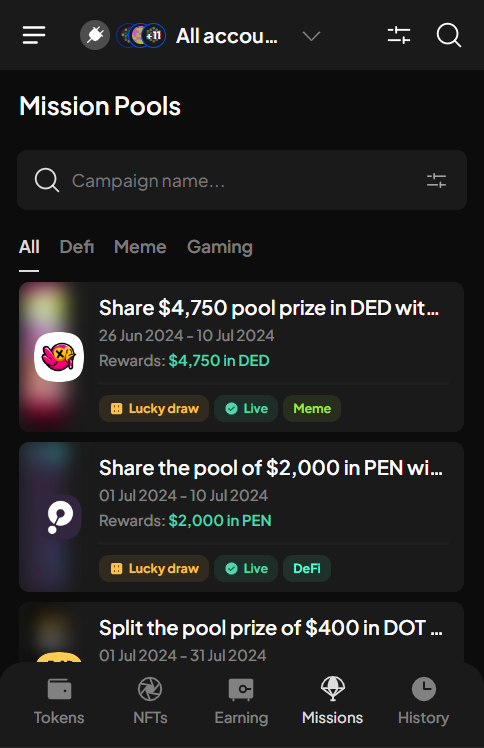 +11 All accou...
Mission Pools
Campaign name...
All Defi Meme Gaming
Share $4,750 pool prize in DED wit...
26 Jun 2024 - 10 Jul 2024
Rewards: $4,750 in DED
Lucky draw Live Meme
Share the pool of $2,000 in PEN wi...
01 Jul 2024 - 10 Jul 2024
Rewards: $2,000 in PEN
Lucky draw Live DeFi
Split the pool prize of $400 in DOT ...
01 Jul 2024 - 31 Jul 2024
Tokens NFTs Earning Missions History